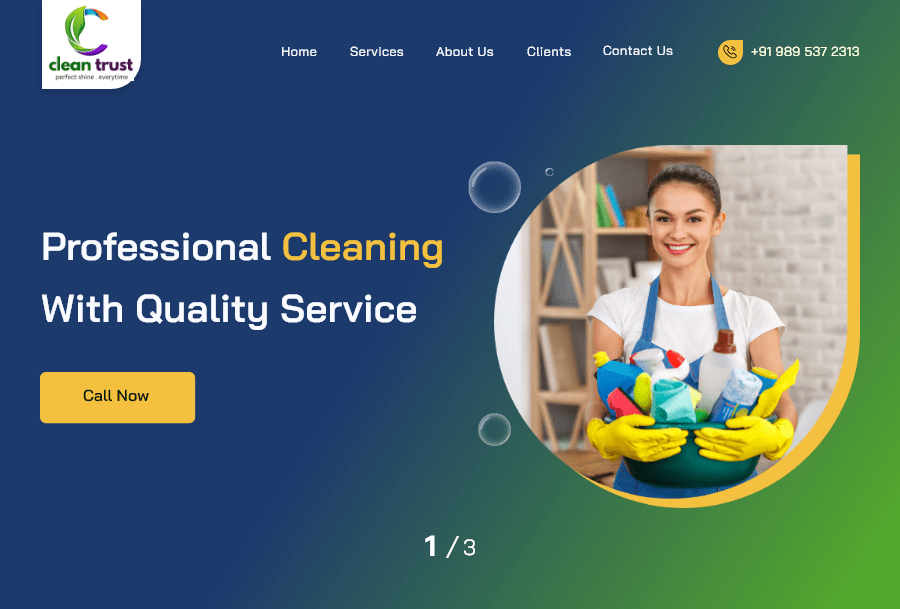 clean trust
perfect shine . everytime
Home Services About Us Clients Contact Us +91 989 537 2313
Professional Cleaning
With Quality Service
Call Now
1 / 3